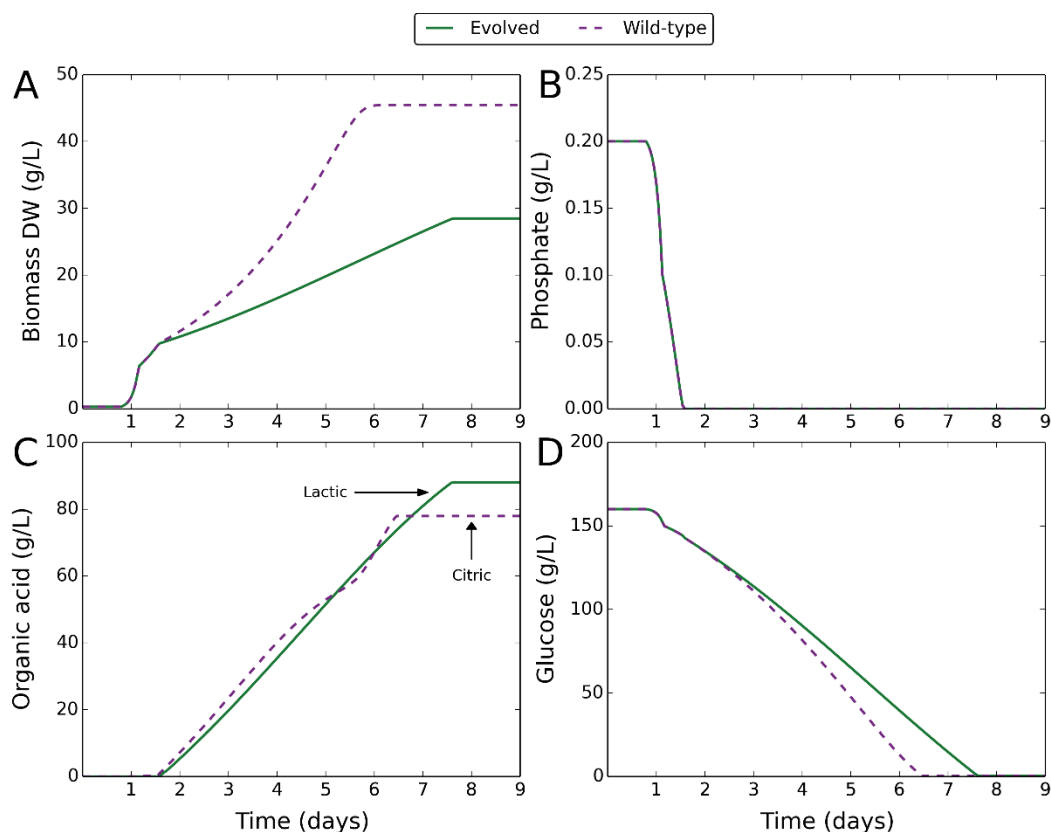 Evolved
Wild-type
A
50
40
30
20
10
0
Biomass DW (g/L)
1 2 3 4 5 6 7 8 9
B
0.25
0.20
0.15
0.10
0.05
0.00
Phosphate (g/L)
1 2 3 4 5 6 7 8 9
C
100
80
60
40
20
0
Organic acid (g/L)
Lactic
Citric
1 2 3 4 5 6 7 8 9
Time (days)
D
200
150
100
50
0
Glucose (g/L)
1 2 3 4 5 6 7 8 9
Time (days)